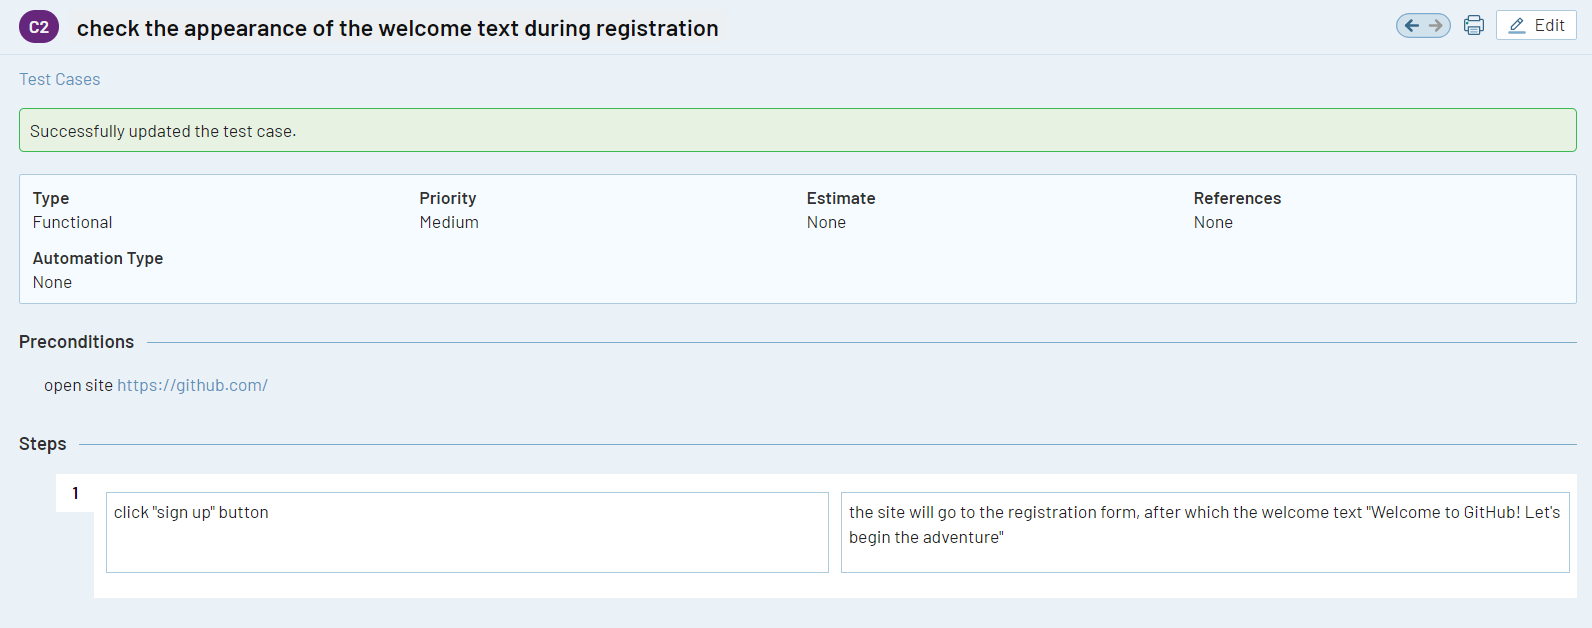 C2 check the appearance of the welcome text during registration
Edit
Test Cases
Successfully updated the test case.
Type
Functional
Priority
Medium
Estimate
None
References
None
Automation Type
None
Preconditions
open site https://github.com/
Steps
1
click "sign up" button
the site will go to the registration form, after which the welcome text "Welcome to GitHub! Let's
begin the adventure"